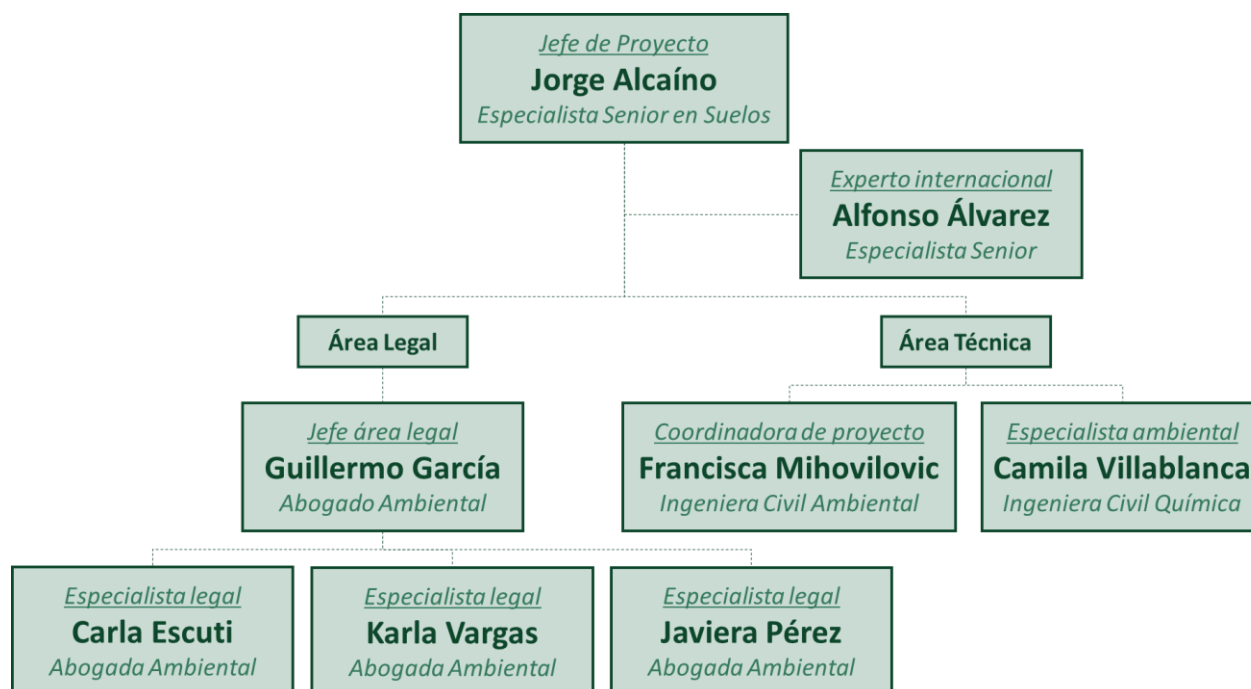 Jefe de Proyecto
Jorge Alcaíno
Especialista Senior en Suelos
Experto internacional
Alfonso Álvarez
Especialista Senior
Área Legal
Área Técnica
Jefe área legal
Guillermo García
Abogado Ambiental
Coordinadora de proyecto
Francisca Mihovilovic
Ingeniera Civil Ambiental
Especialista ambiental
Camila Villablanca
Ingeniera Civil Química
Especialista legal
Carla Escuti
Abogada Ambiental
Especialista legal
Karla Vargas
Abogada Ambiental
Especialista legal
Javiera Pérez
Abogada Ambiental